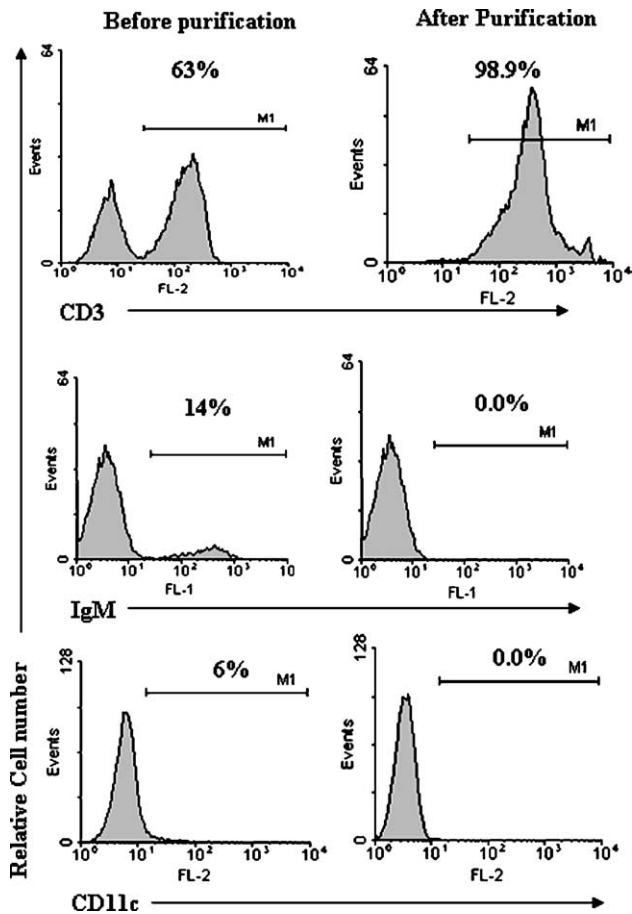 Before purification After Purification
64 63% M1
Events
0
10⁰ 10¹ 10² 10³ 10⁴
FL-2
64 98.9% M1
Events
0
10⁰ 10¹ 10² 10³ 10⁴
FL-2
CD3
64 14% M1
Events
0
10⁰ 10¹ 10² 10³ 10
FL-1
64 0.0% M1
Events
0
10⁰ 10¹ 10² 10³ 10⁴
FL-1
IgM
128 6% M1
Events
0
10⁰ 10¹ 10² 10³ 10⁴
FL-2
128 0.0% M1
Events
0
10⁰ 10¹ 10² 10³ 10⁴
FL-2
CD11c
Relative Cell number